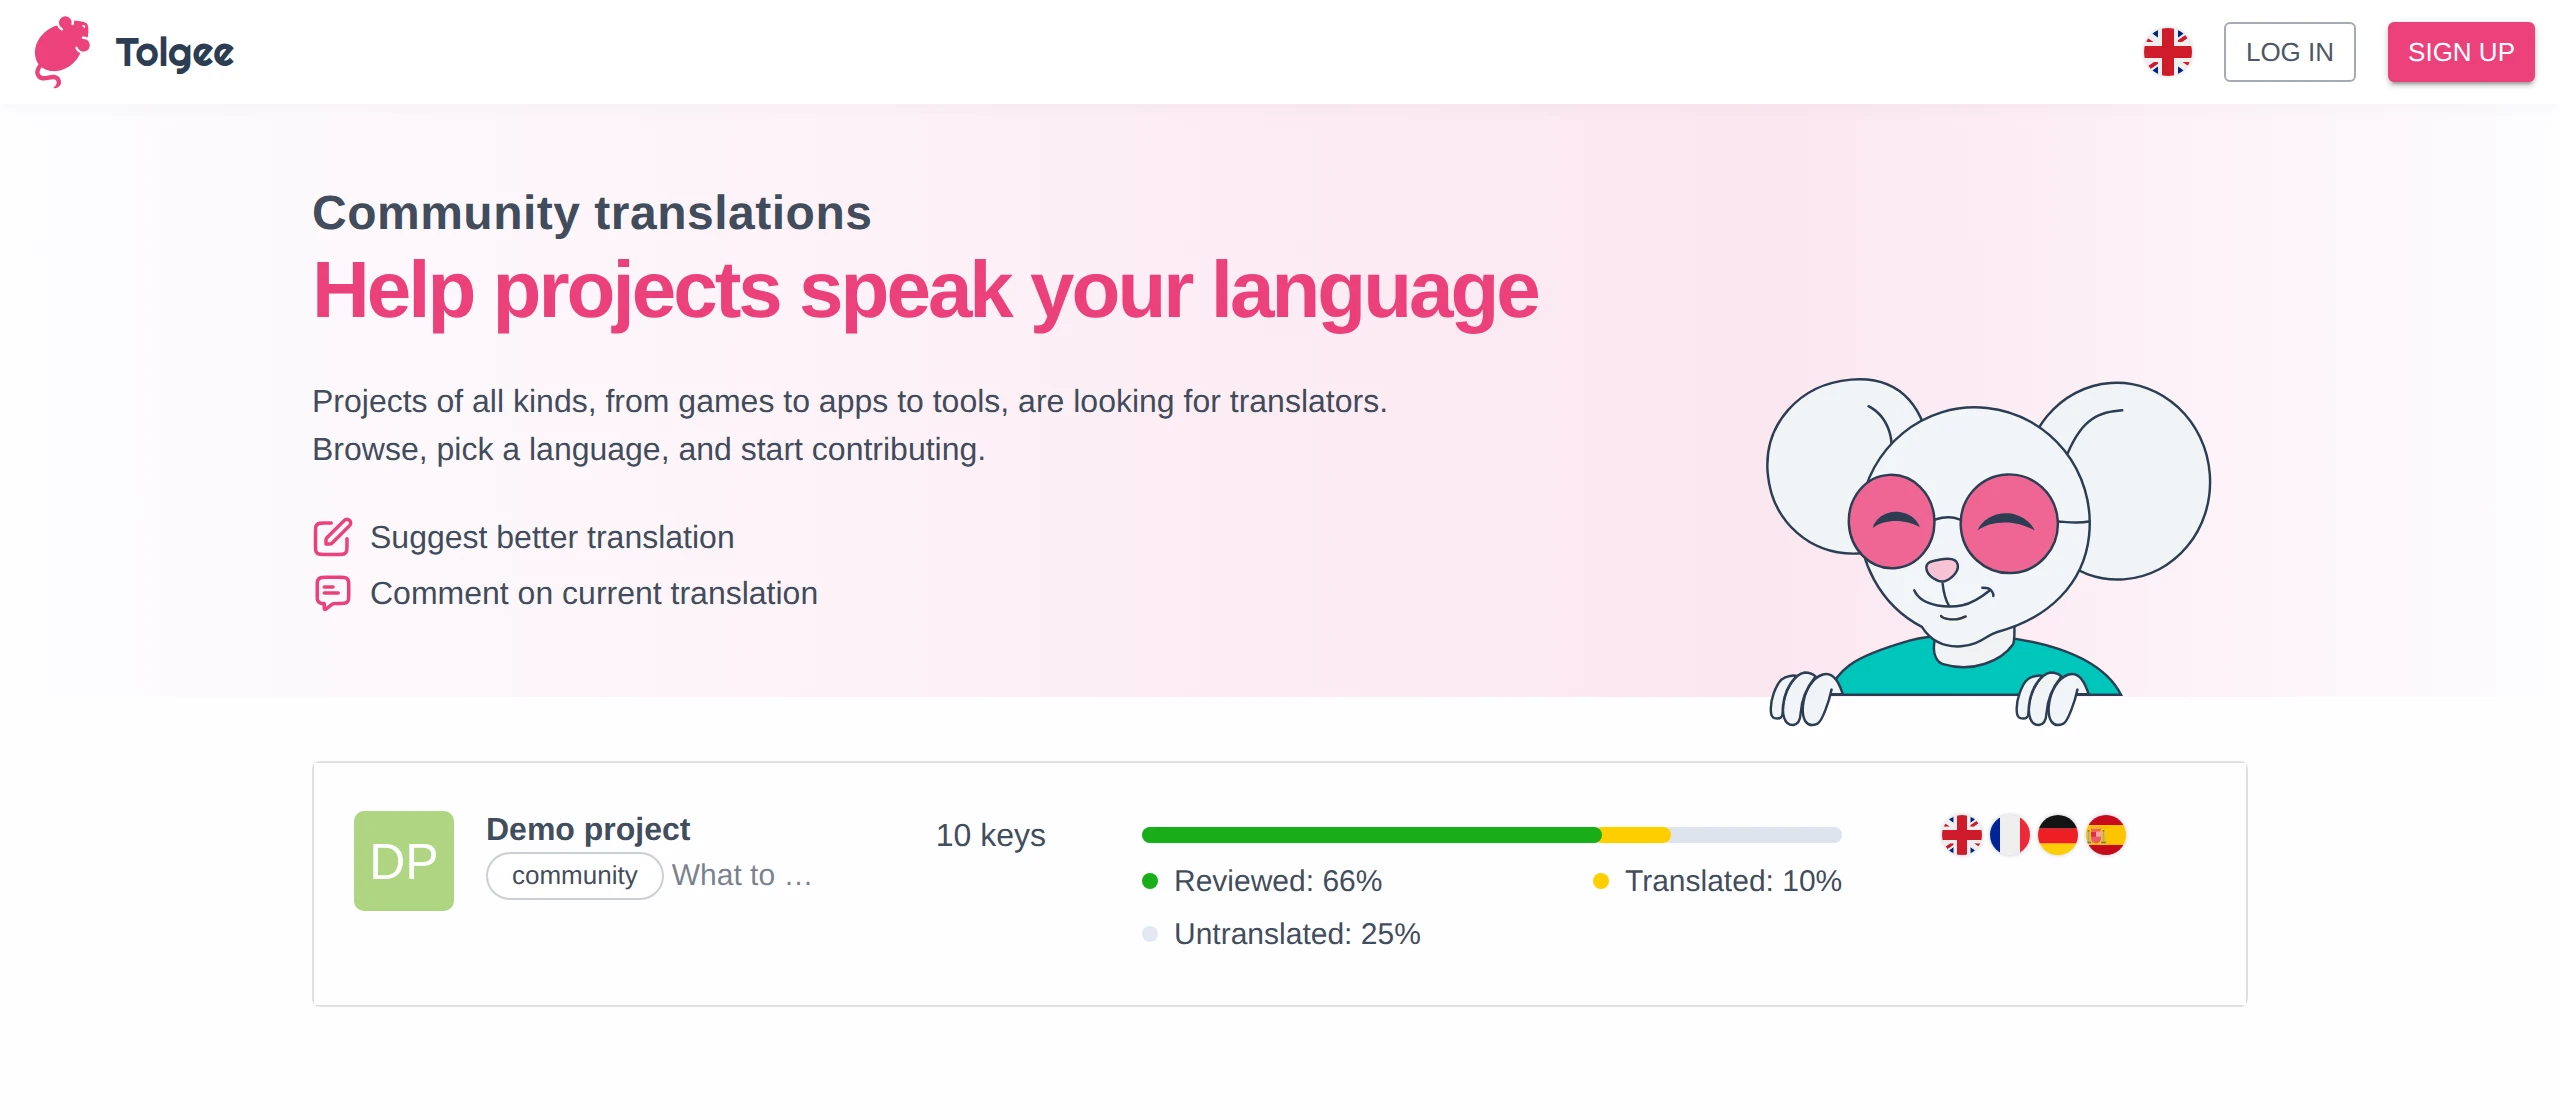 Tolgee
LOG IN
SIGN UP
Community translations
Help projects speak your language
Projects of all kinds, from games to apps to tools, are looking for translators.
Browse, pick a language, and start contributing.
Suggest better translation
Comment on current translation
DP
Demo project
community
What to …
10 keys
Reviewed: 66%
Translated: 10%
Untranslated: 25%